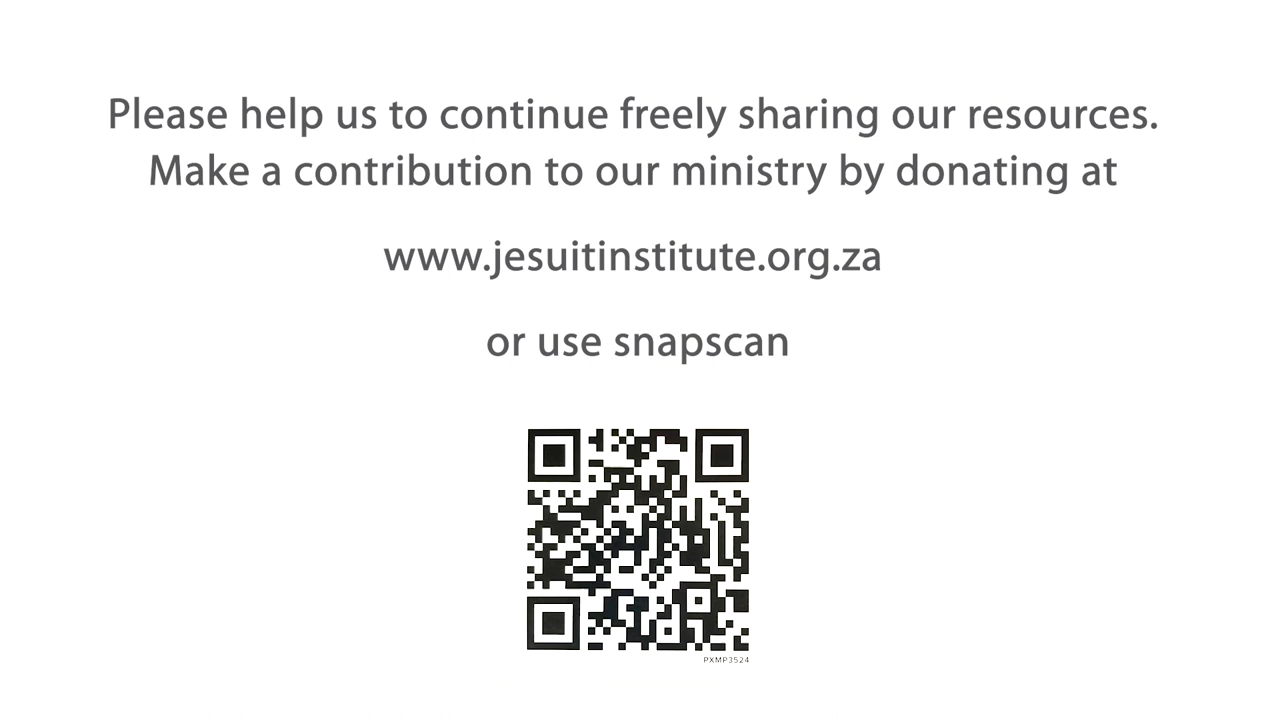 Please help us to continue freely sharing our resources.
Make a contribution to our ministry by donating at
www.jesuitinstitute.org.za
or use snapscan
PXMP3524